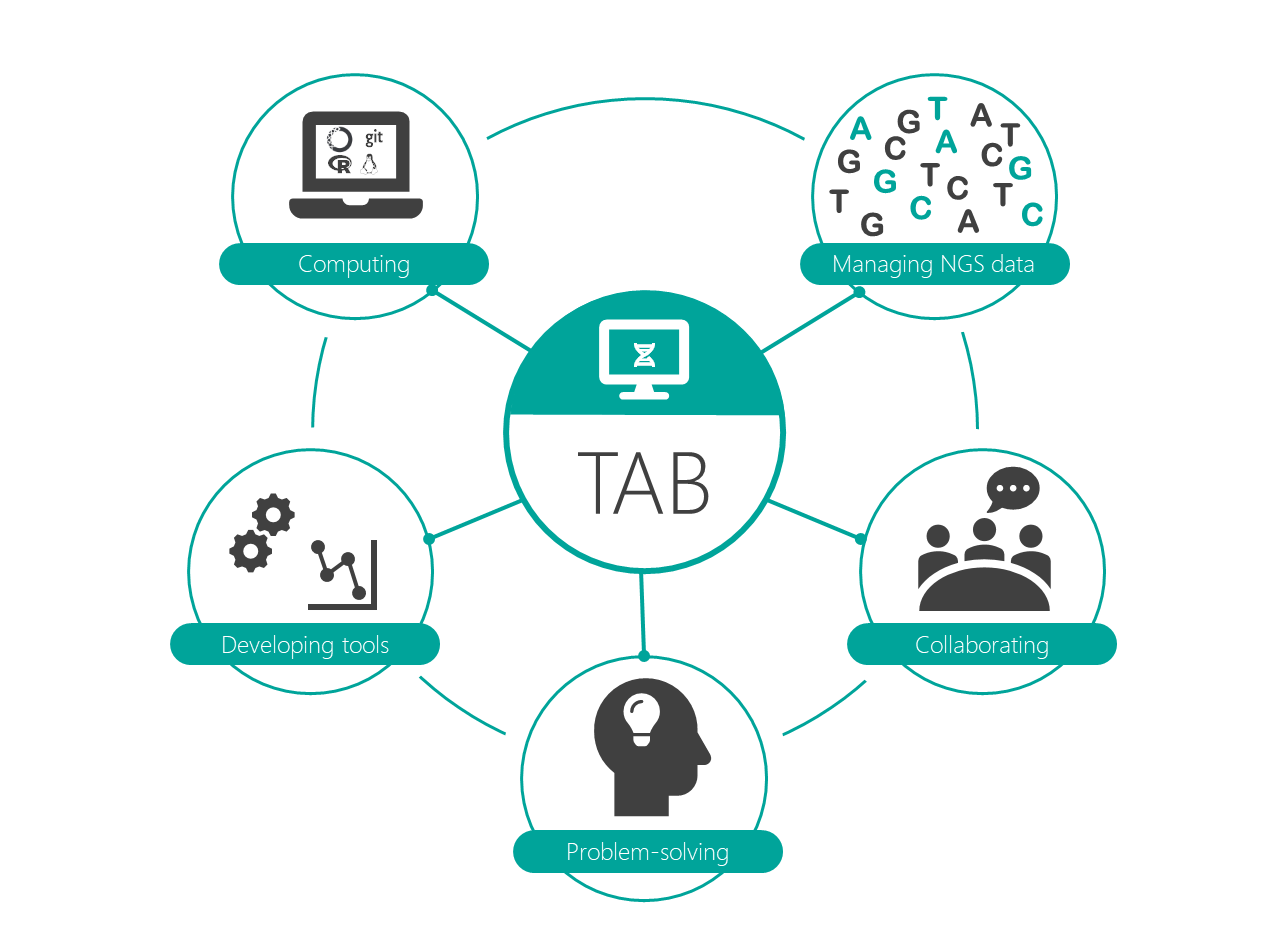 git
R
Computing
A
G
T
A
T
G
C
A
C
G
G
T
C
T
T
C
C
G
A
Managing NGS data
TAB
Developing tools
Collaborating
Problem-solving